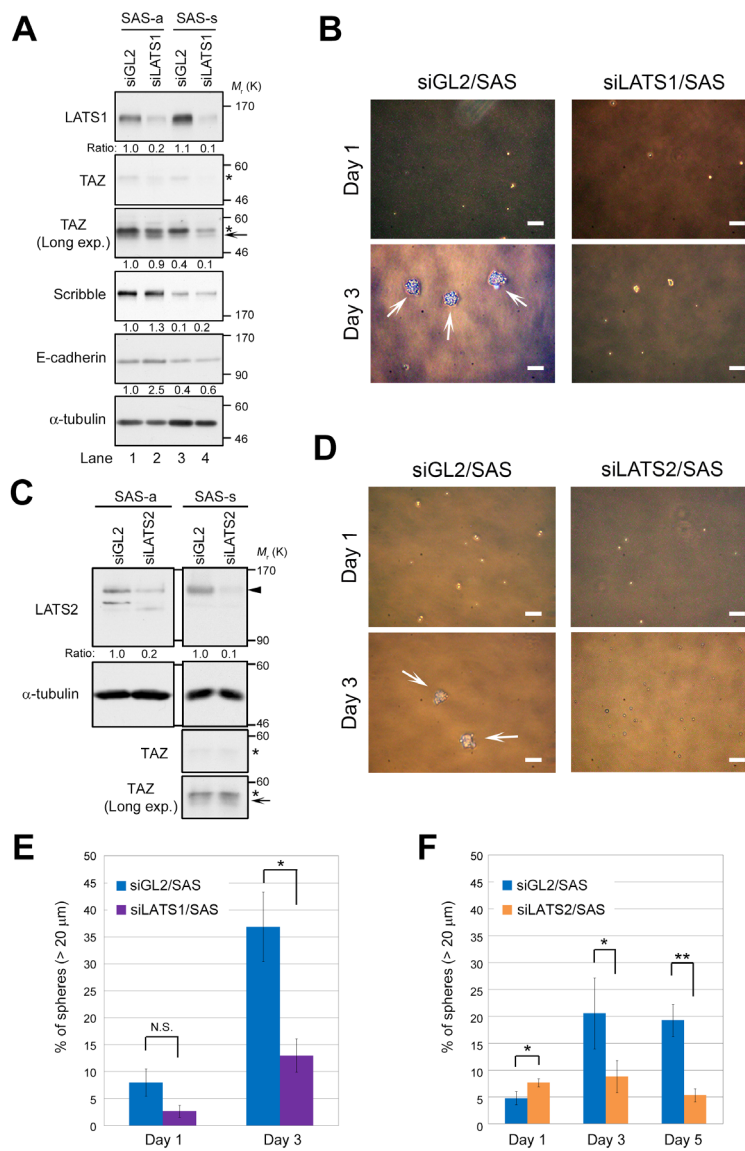 A
SAS-a SAS-s
siGL2 siLATS1 siGL2 siLATS1
Mr (K)
LATS1
170
Ratio: 1.0 0.2 1.1 0.1
TAZ
60
*
46
TAZ
(Long exp.)
60
*
46
1.0 0.9 0.4 0.1
Scribble
170
1.0 1.3 0.1 0.2
E-cadherin
170
90
1.0 2.5 0.4 0.6
α-tubulin
60
46
Lane 1 2 3 4
B
siGL2/SAS siLATS1/SAS
Day 1
Day 3
C
SAS-a SAS-s
siGL2 siLATS2 siGL2 siLATS2
Mr (K)
LATS2
170
90
Ratio: 1.0 0.2 1.0 0.1
α-tubulin
60
46
TAZ
60
*
TAZ
(Long exp.)
60
*
D
siGL2/SAS siLATS2/SAS
Day 1
Day 3
E
% of spheres (> 20 μm)
50
45
40
35
30
25
20
15
10
5
0
siGL2/SAS
siLATS1/SAS
N.S.
*
Day 1 Day 3
F
% of spheres (> 20 μm)
50
45
40
35
30
25
20
15
10
5
0
siGL2/SAS
siLATS2/SAS
*
*
**
Day 1 Day 3 Day 5